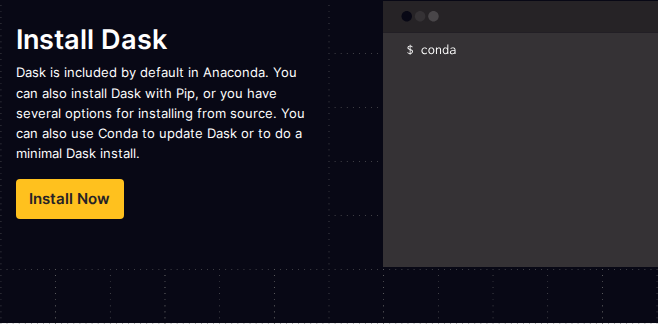 Install Dask
Dask is included by default in Anaconda. You
can also install Dask with Pip, or you have
several options for installing from source. You
can also use Conda to update Dask or to do a
minimal Dask install.
Install Now
$ conda